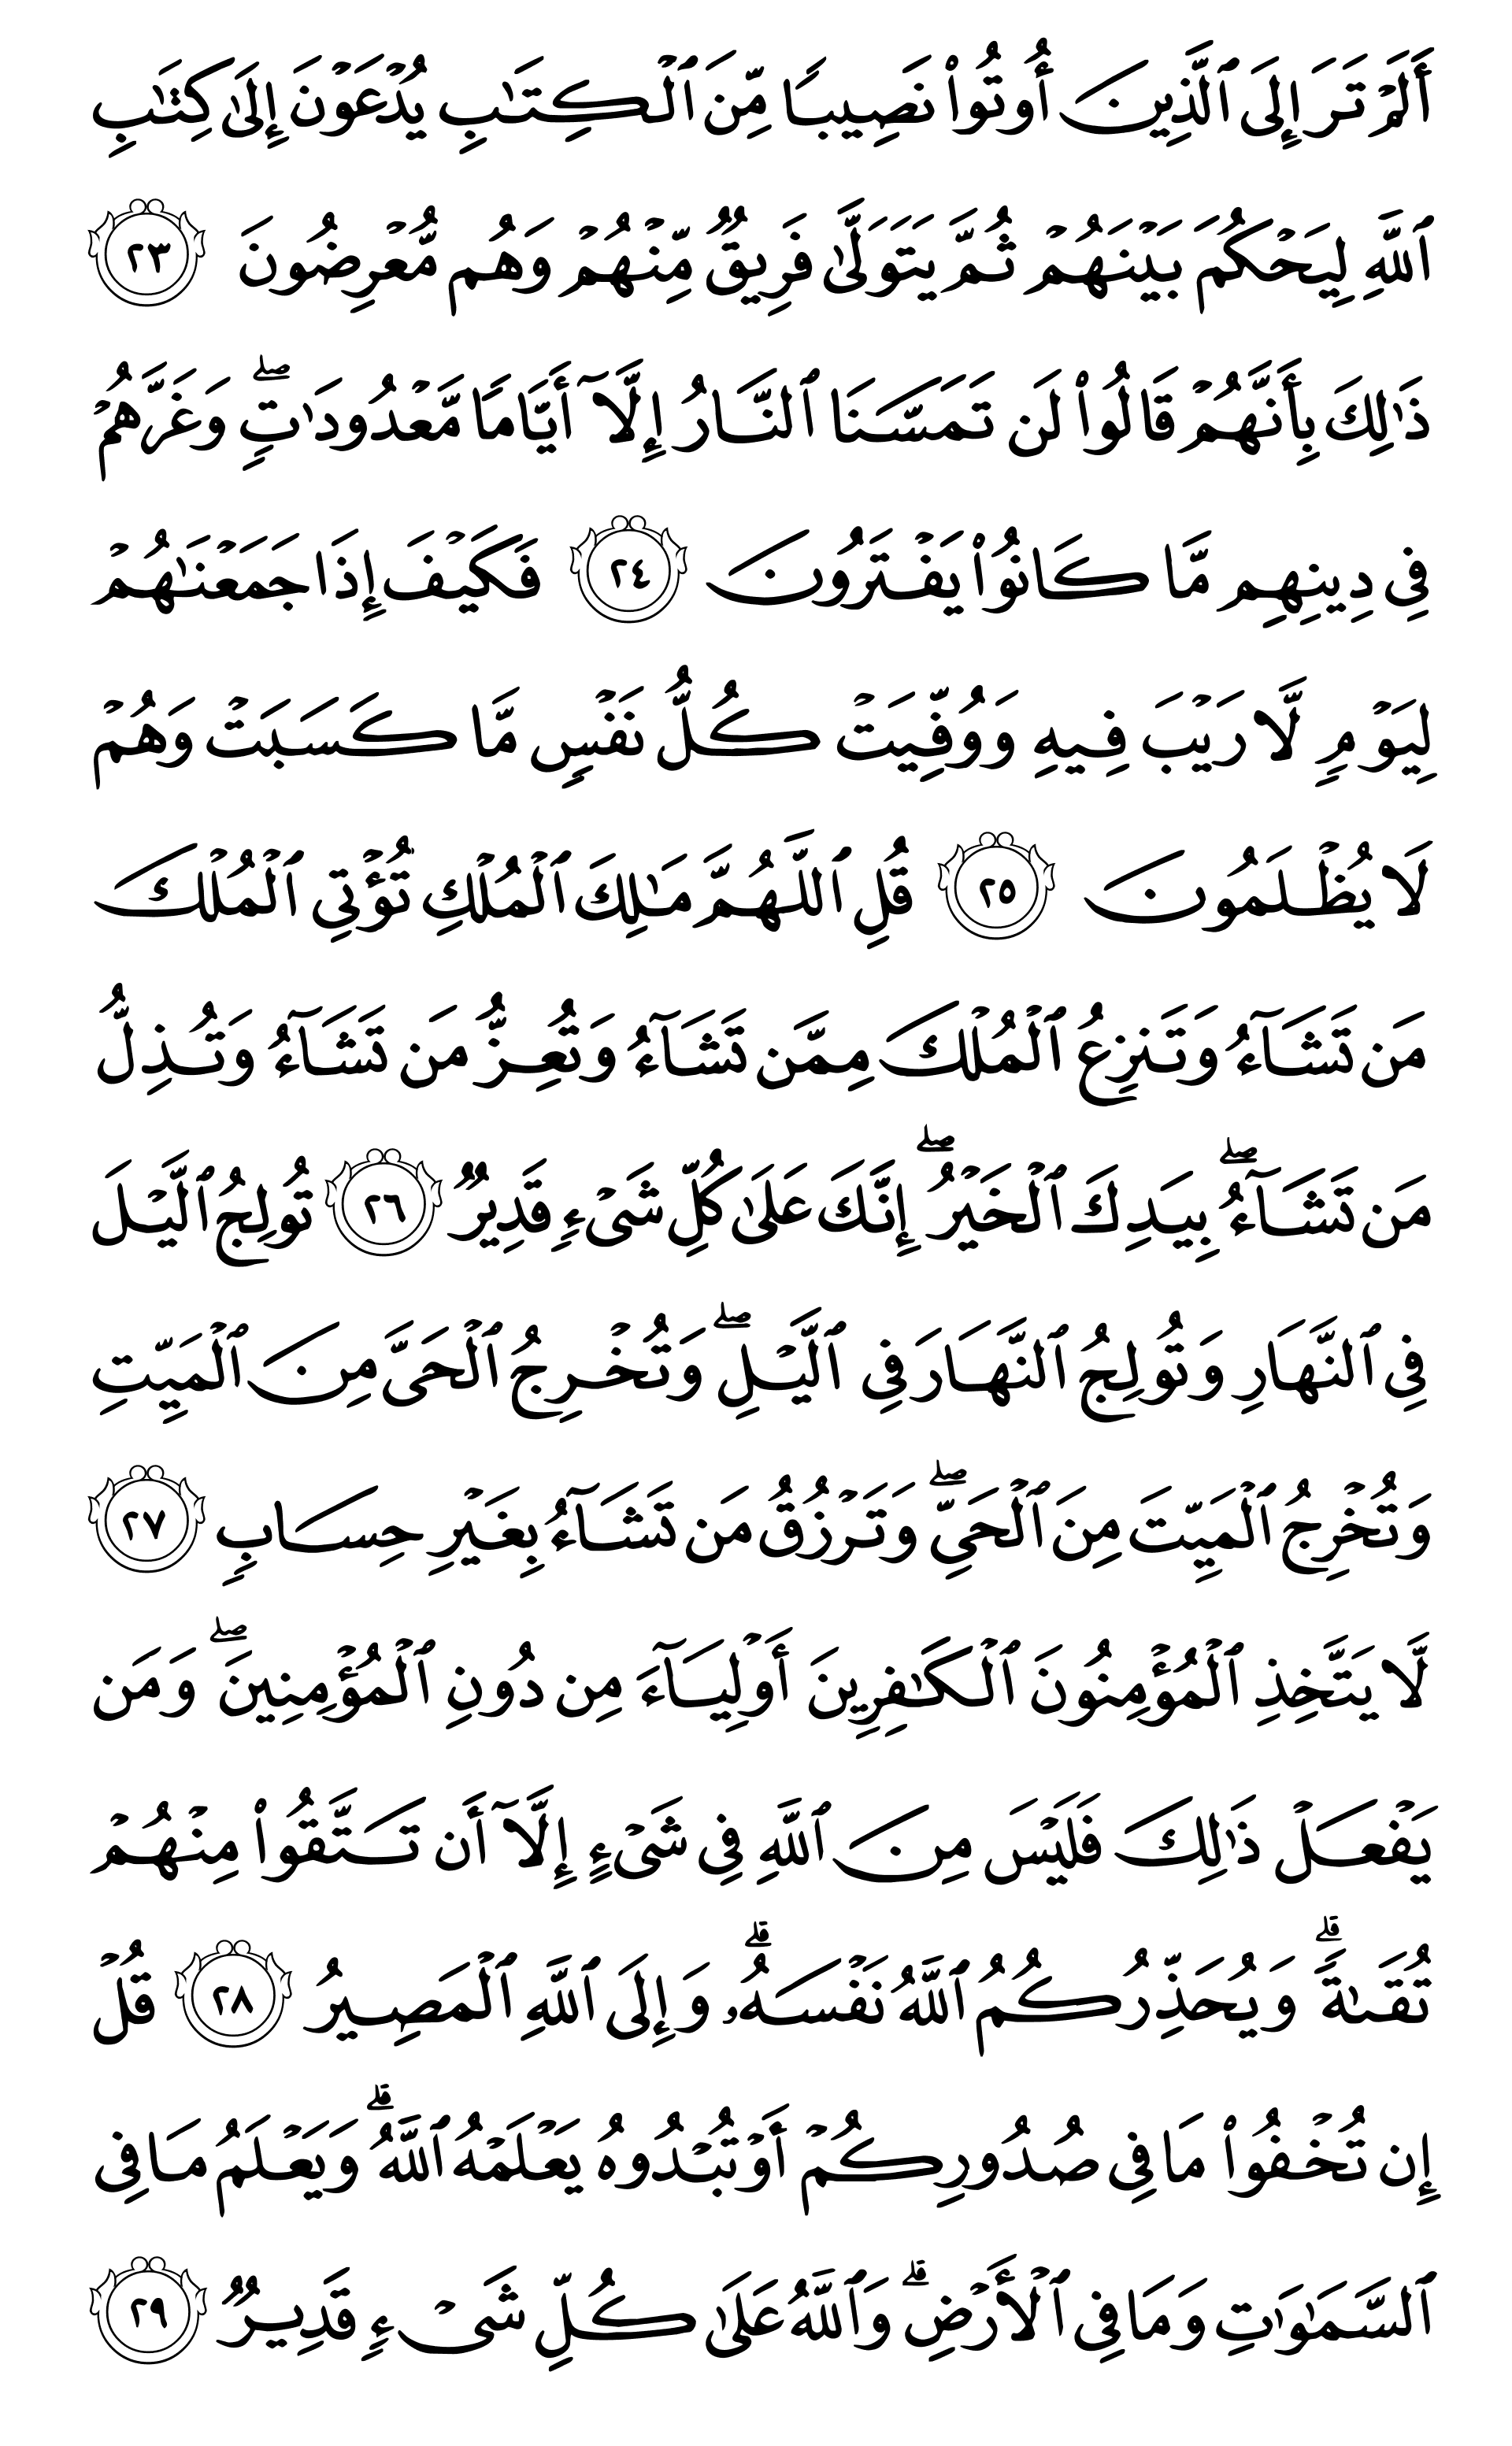 أَلَمْ تَرَ إِلَى ٱلَّذِينَ أُوتُوا۟ نَصِيبًا مِّنَ ٱلْكِتَـٰبِ يُدْعَوْنَ إِلَىٰ كِتَـٰبِ
ٱللَّهِ لِيَحْكُمَ بَيْنَهُمْ ثُمَّ يَتَوَلَّىٰ فَرِيقٌ مِّنْهُمْ وَهُم مُّعْرِضُونَ ٢٣
ذَٰلِكَ بِأَنَّهُمْ قَالُوا۟ لَن تَمَسَّنَا ٱلنَّارُ إِلَّآ أَيَّامًا مَّعْدُودَٰتٍ ۖ وَغَرَّهُمْ
فِى دِينِهِم مَّا كَانُوا۟ يَفْتَرُونَ ٢٤ فَكَيْفَ إِذَا جَمَعْنَـٰهُمْ
لِيَوْمٍ لَّا رَيْبَ فِيهِ وَوُفِّيَتْ كُلُّ نَفْسٍ مَّا كَسَبَتْ وَهُمْ
لَا يُظْلَمُونَ ٢٥ قُلِ ٱللَّهُمَّ مَـٰلِكَ ٱلْمُلْكِ تُؤْتِى ٱلْمُلْكَ
مَن تَشَآءُ وَتَنزِعُ ٱلْمُلْكَ مِمَّن تَشَآءُ وَتُعِزُّ مَن تَشَآءُ وَتُذِلُّ
مَن تَشَآءُ ۖ بِيَدِكَ ٱلْخَيْرُ ۖ إِنَّكَ عَلَىٰ كُلِّ شَىْءٍ قَدِيرٌ ٢٦ تُولِجُ ٱلَّيْلَ
فِى ٱلنَّهَارِ وَتُولِجُ ٱلنَّهَارَ فِى ٱلَّيْلِ ۖ وَتُخْرِجُ ٱلْحَىَّ مِنَ ٱلْمَيِّتِ
وَتُخْرِجُ ٱلْمَيِّتَ مِنَ ٱلْحَىِّ ۖ وَتَرْزُقُ مَن تَشَآءُ بِغَيْرِ حِسَابٍ ٢٧
لَّا يَتَّخِذِ ٱلْمُؤْمِنُونَ ٱلْكَـٰفِرِينَ أَوْلِيَآءَ مِن دُونِ ٱلْمُؤْمِنِينَ ۖ وَمَن
يَفْعَلْ ذَٰلِكَ فَلَيْسَ مِنَ ٱللَّهِ فِى شَىْءٍ إِلَّآ أَن تَتَّقُوا۟ مِنْهُمْ
تُقَىٰةً ۗ وَيُحَذِّرُكُمُ ٱللَّهُ نَفْسَهُۥ ۗ وَإِلَى ٱللَّهِ ٱلْمَصِيرُ ٢٨ قُلْ
إِن تُخْفُوا۟ مَا فِى صُدُورِكُمْ أَوْ تُبْدُوهُ يَعْلَمْهُ ٱللَّهُ ۗ وَيَعْلَمُ مَا فِى
ٱلسَّمَـٰوَٰتِ وَمَا فِى ٱلْأَرْضِ ۗ وَٱللَّهُ عَلَىٰ كُلِّ شَىْءٍ قَدِيرٌ ٢٩